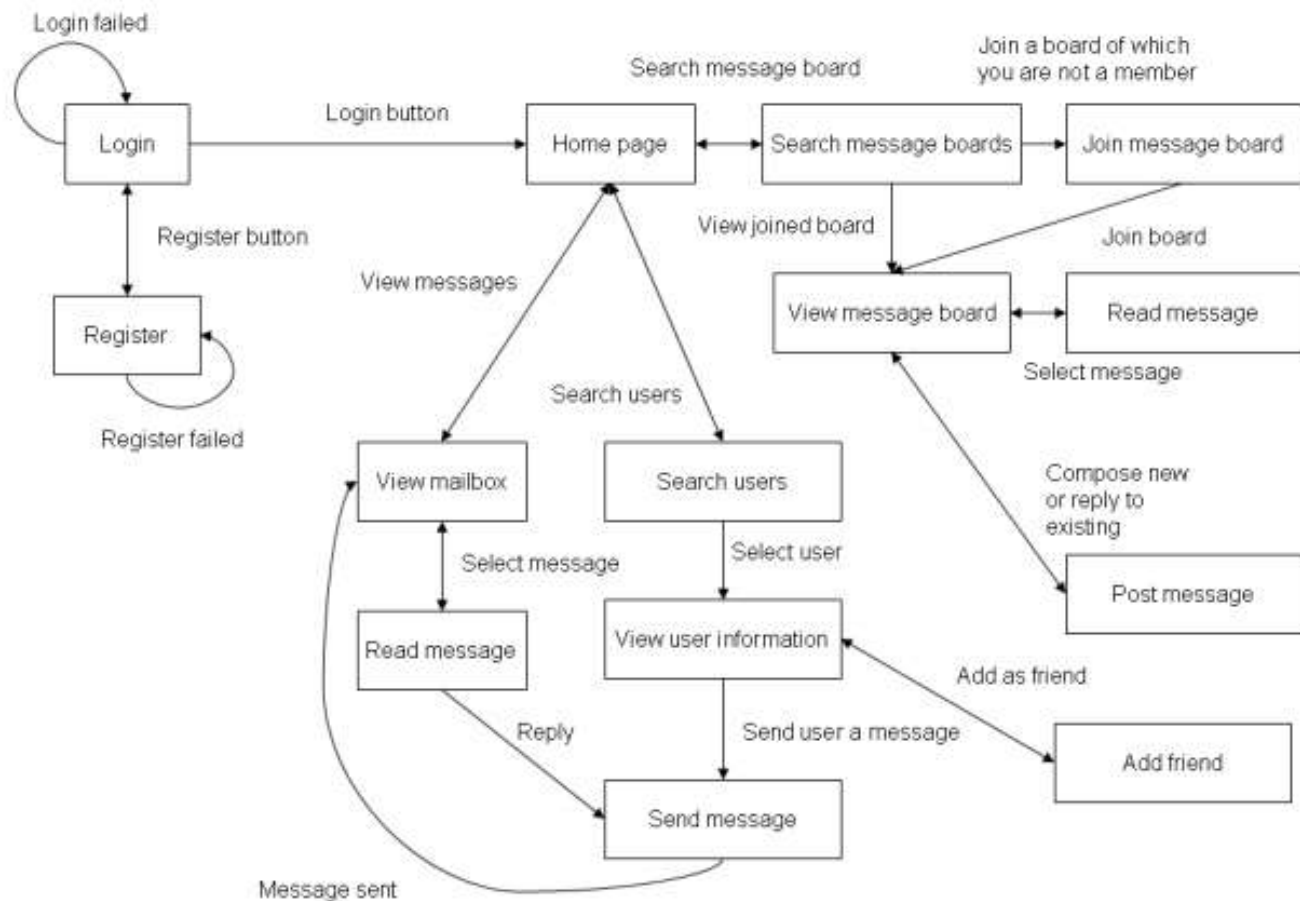 Login failed
Join a board of which
you are not a member
Search message board
Login button
Login
Home page
Search message boards
Join message board
Register button
View joined board
Join board
View messages
View message board
Read message
Register
Select message
Search users
Register failed
View mailbox
Search users
Compose new
or reply to
existing
Select message
Select user
Post message
Read message
View user information
Add as friend
Reply
Send user a message
Add friend
Send message
Message sent